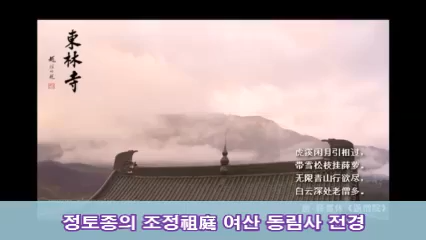 東林寺
虎溪闲月引相过,
带雪松枝挂薜萝。
无限青山行欲尽,
白云深处老僧多。
정토종의 조정祖庭 여산 동림사 전경